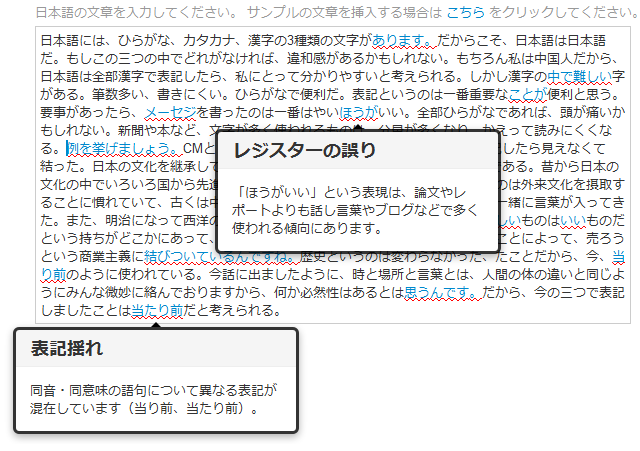 日本語の文章を入力してください。 サンプルの文章を挿入する場合は こちら をクリックしてください。
日本語には、ひらがな、カタカナ、漢字の3種類の文字があります。だからこそ、日本語は日本語
だ。もしこの三つの中でどれがなければ、違和感があるかもしれない。もちろん私は中国人だから、
日本語は全部漢字で表記したら、私にとって分かりやすいと考えられる。しかし漢字の中で難しい字
がある。筆数多い、書きにくい。ひらがなで便利だ。表記というのは一番重要なことが便利と思う。
要事があったら、メーセジを書ったのは一番はやいほうがいい。全部ひらがなであれば、頭が痛いか
もしれない。新聞や本など、
る。例を挙げましょう。CMと
したら見えなくて
結った。日本の文化を継承して
ある。昔から日本の
文化の中でいろいろ国から先進
のは外来文化を摂取す
ることに慣れていて、古くは中
一緒に言葉が入ってき
た。また、明治になって西洋の
しいものはいいものだ
という持ちがどこかにあって、
ことによって、売ろう
という商業主義に結びついているんですね。歴史というのは変わらなかったことだから、今、当
り前のように使われている。今話に出ましたように、時と場所と言葉とは、人間の体の違いと同じよ
うにみんな微妙に絡んでおりますから、何か必然性はあるとは思うんです。だから、今の三つで表記
しましたことは当たり前だと考えられる。
レジスターの誤り
「ほうがいい」という表現は、論文やレ
ポートよりも話し言葉やブログなどで多く
使われる傾向にあります。
表記揺れ
同音・同意味の語句について異なる表記が
混在しています（当り前、当たり前）。